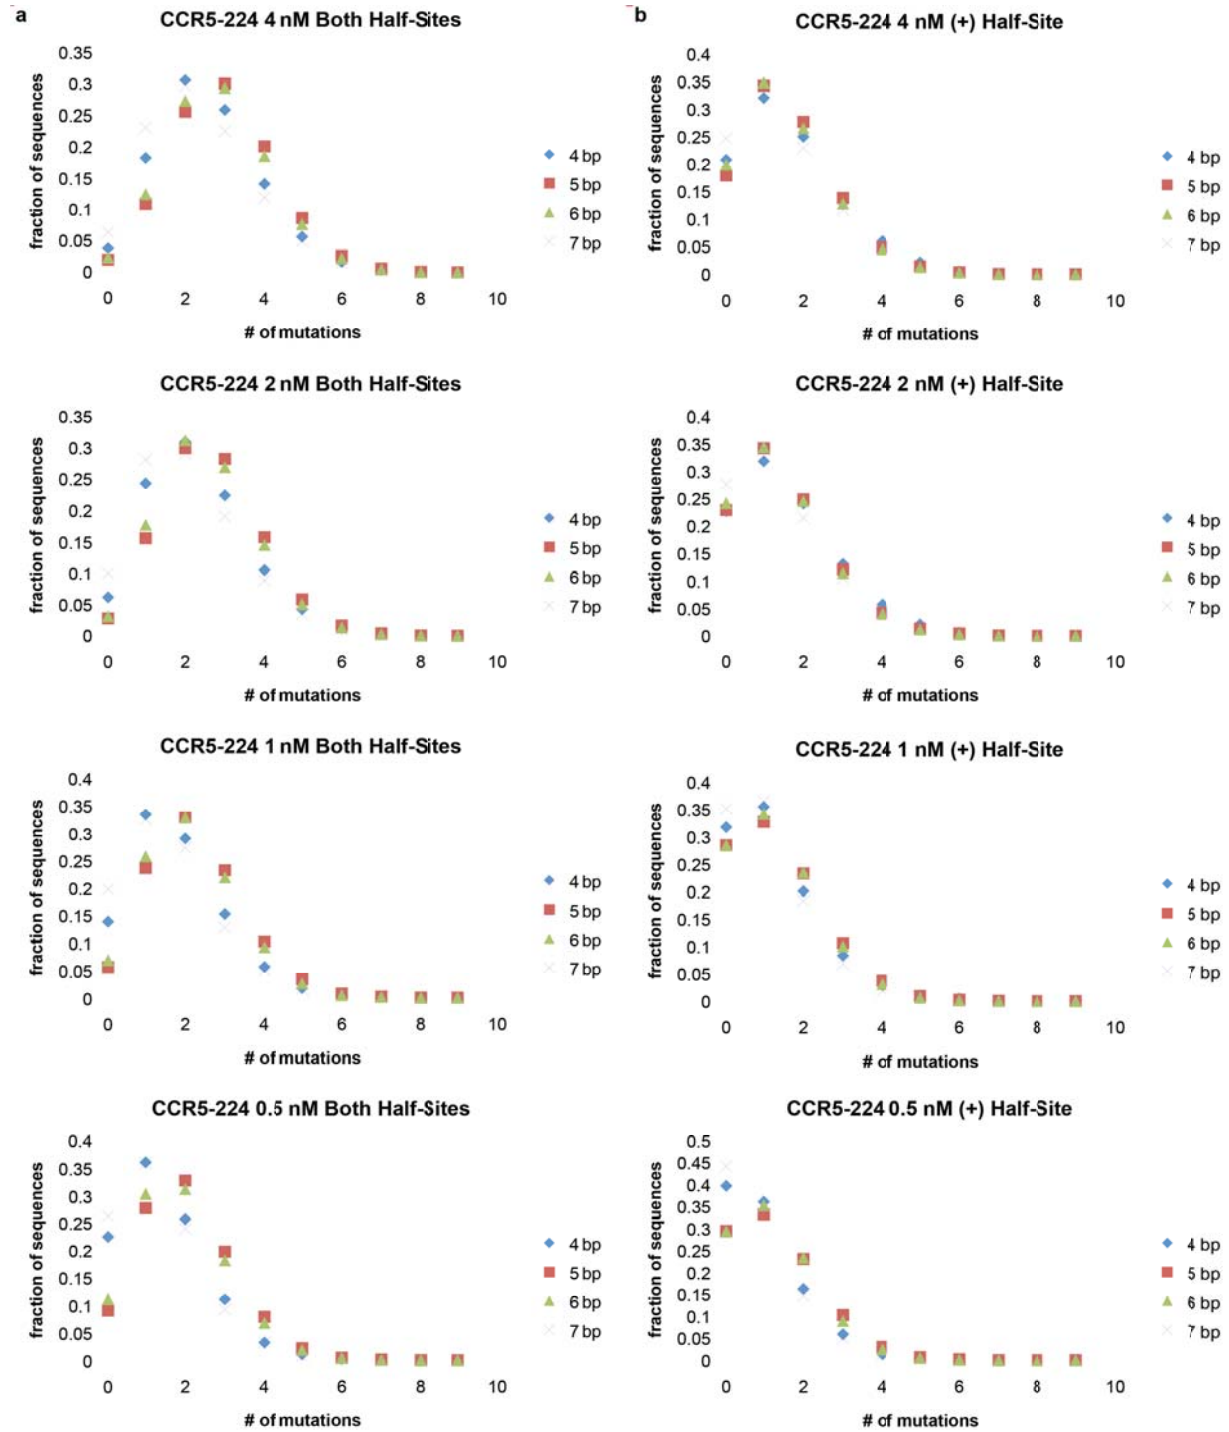 a
CCR5-224 4 nM Both Half-Sites
fraction of sequences
0.35
0.3
0.25
0.2
0.15
0.1
0.05
0
0 2 4 6 8 10
# of mutations
4 bp
5 bp
6 bp
7 bp
b
CCR5-224 4 nM (+) Half-Site
fraction of sequences
0.4
0.35
0.3
0.25
0.2
0.15
0.1
0.05
0
0 2 4 6 8 10
# of mutations
4 bp
5 bp
6 bp
7 bp
CCR5-224 2 nM Both Half-Sites
fraction of sequences
0.35
0.3
0.25
0.2
0.15
0.1
0.05
0
0 2 4 6 8 10
# of mutations
4 bp
5 bp
6 bp
7 bp
CCR5-224 2 nM (+) Half-Site
fraction of sequences
0.4
0.35
0.3
0.25
0.2
0.15
0.1
0.05
0
0 2 4 6 8 10
# of mutations
4 bp
5 bp
6 bp
7 bp
CCR5-224 1 nM Both Half-Sites
fraction of sequences
0.4
0.35
0.3
0.25
0.2
0.15
0.1
0.05
0
0 2 4 6 8 10
# of mutations
4 bp
5 bp
6 bp
7 bp
CCR5-224 1 nM (+) Half-Site
fraction of sequences
0.4
0.35
0.3
0.25
0.2
0.15
0.1
0.05
0
0 2 4 6 8 10
# of mutations
4 bp
5 bp
6 bp
7 bp
CCR5-224 0.5 nM Both Half-Sites
fraction of sequences
0.4
0.35
0.3
0.25
0.2
0.15
0.1
0.05
0
0 2 4 6 8 10
# of mutations
4 bp
5 bp
6 bp
7 bp
CCR5-224 0.5 nM (+) Half-Site
fraction of sequences
0.5
0.45
0.4
0.35
0.3
0.25
0.2
0.15
0.1
0.05
0
0 2 4 6 8 10
# of mutations
4 bp
5 bp
6 bp
7 bp